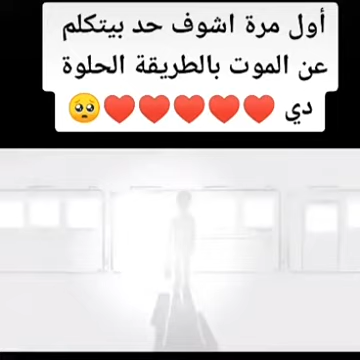 أول مرة اشوف حد بيتكلم
عن الموت بالطريقة الحلوة
دي ♥️♥️♥️♥️♥️🥺